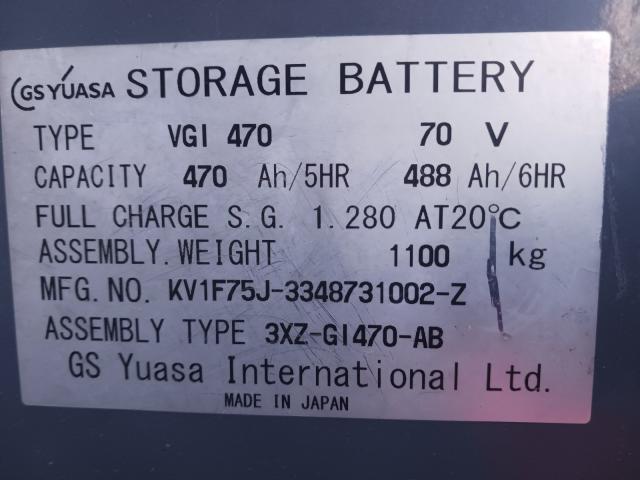 GS YUASA STORAGE BATTERY
TYPE VGI 470 70 V
CAPACITY 470 Ah/5HR 488 Ah/6HR
FULL CHARGE S.G. 1.280 AT20℃
ASSEMBLY.WEIGHT 1100 kg
MFG.NO. KV1F75J-3348731002-Z
ASSEMBLY TYPE 3XZ-GI470-AB
GS Yuasa International Ltd.
MADE IN JAPAN